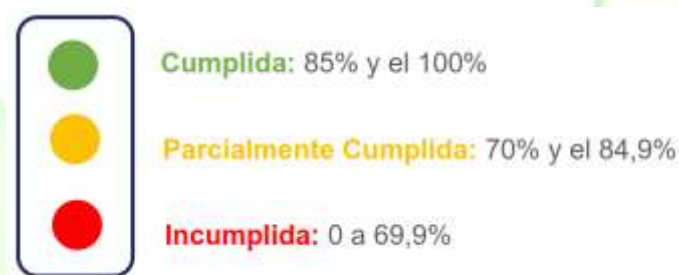 Cumplida: 85% y el 100%
Parcialmente Cumplida: 70% y el 84,9%
Incumplida: 0 a 69,9%